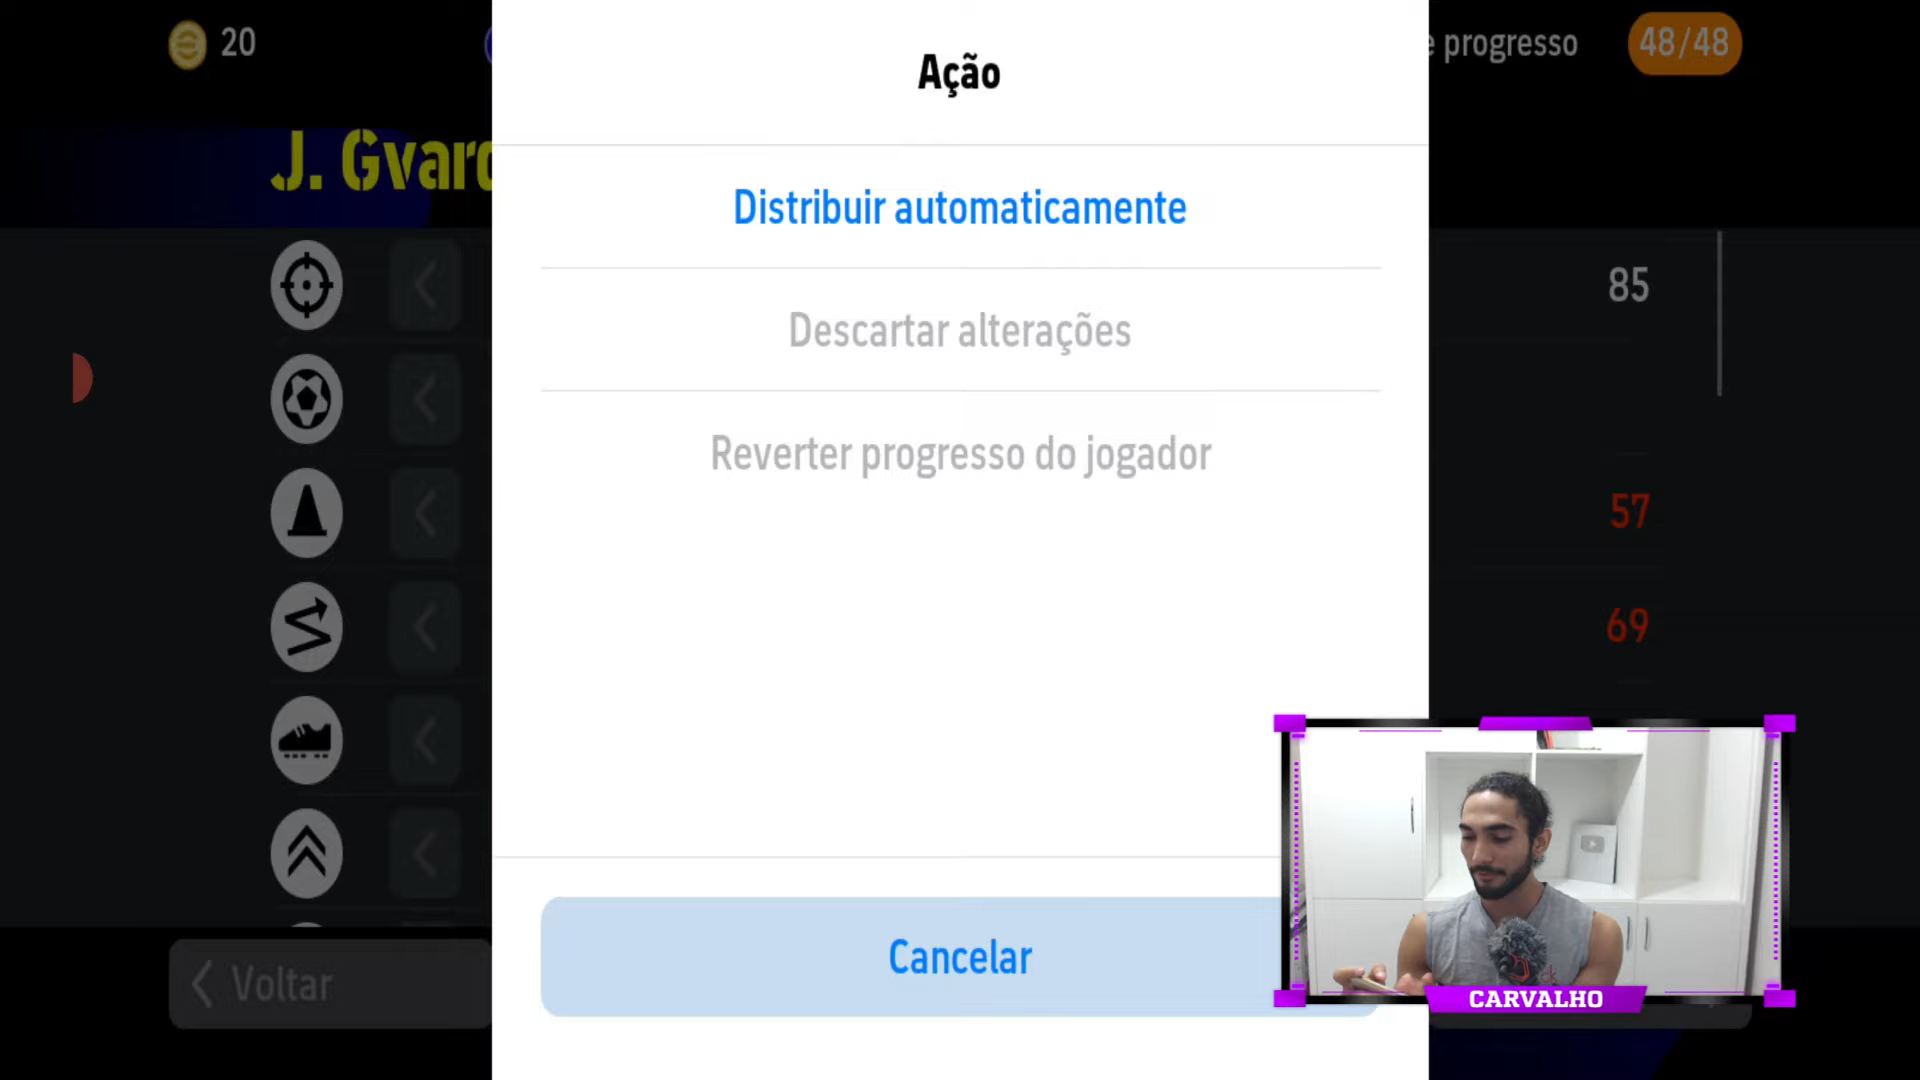 20
Ação
progresso
48/48
J. Gvard
Distribuir automaticamente
85
Descartar alterações
Reverter progresso do jogador
57
69
Cancelar
Voltar
CARVALHO